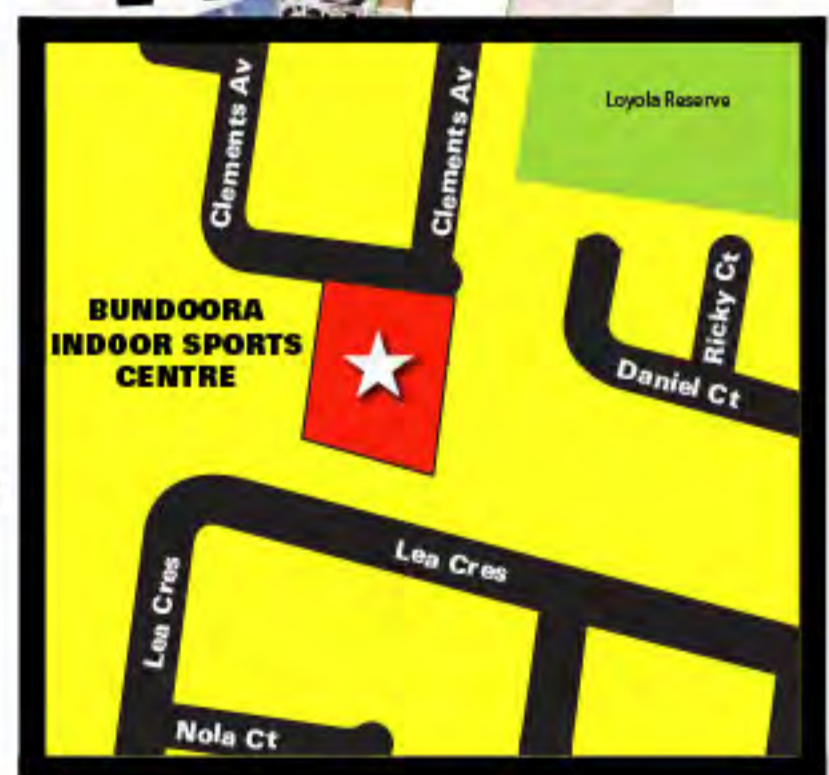 Clements Av
Clements Av
Loyola Reserve
BUNDOORA
INDOOR SPORTS
CENTRE
Ricky Ct
Daniel Ct
Lea Cres
Lea Cres
Nola Ct